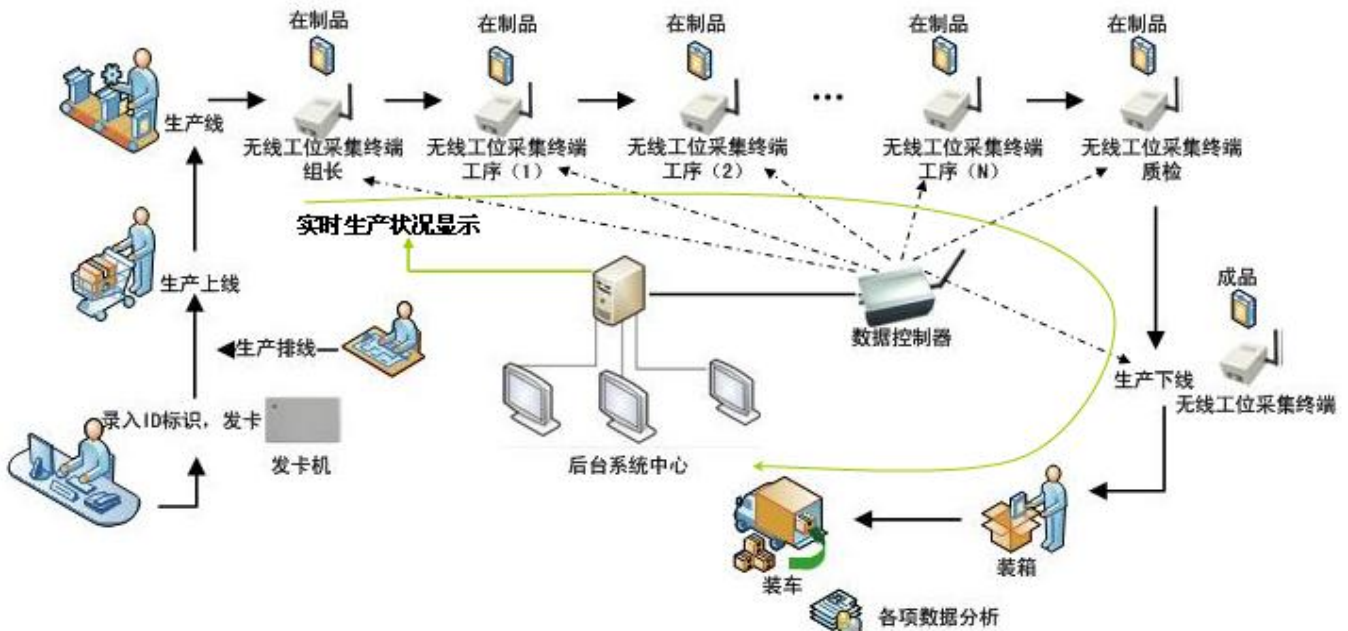 在制品
在制品
在制品
在制品
在制品
生产线
无线工位采集终端
组长
无线工位采集终端
工序（1）
无线工位采集终端
工序（2）
...
无线工位采集终端
工序（N）
无线工位采集终端
质检
实时生产状况显示
生产上线
成品
数据控制器
生产排线
生产下线
无线工位采集终端
录入ID标识，发卡
发卡机
后台系统中心
装箱
装车
各项数据分析